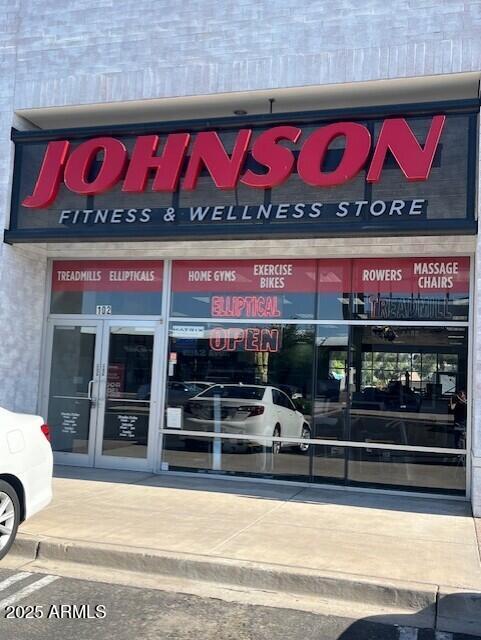 JOHNSON
FITNESS & WELLNESS STORE
TREADMILLS ELLIPTICALS
HOME GYMS
EXERCISE
BIKES
ROWERS
MASSAGE
CHAIRS
ELLIPTICAL
TREADMILL
102
OPEN
MATRIX
© 2025 ARMLS